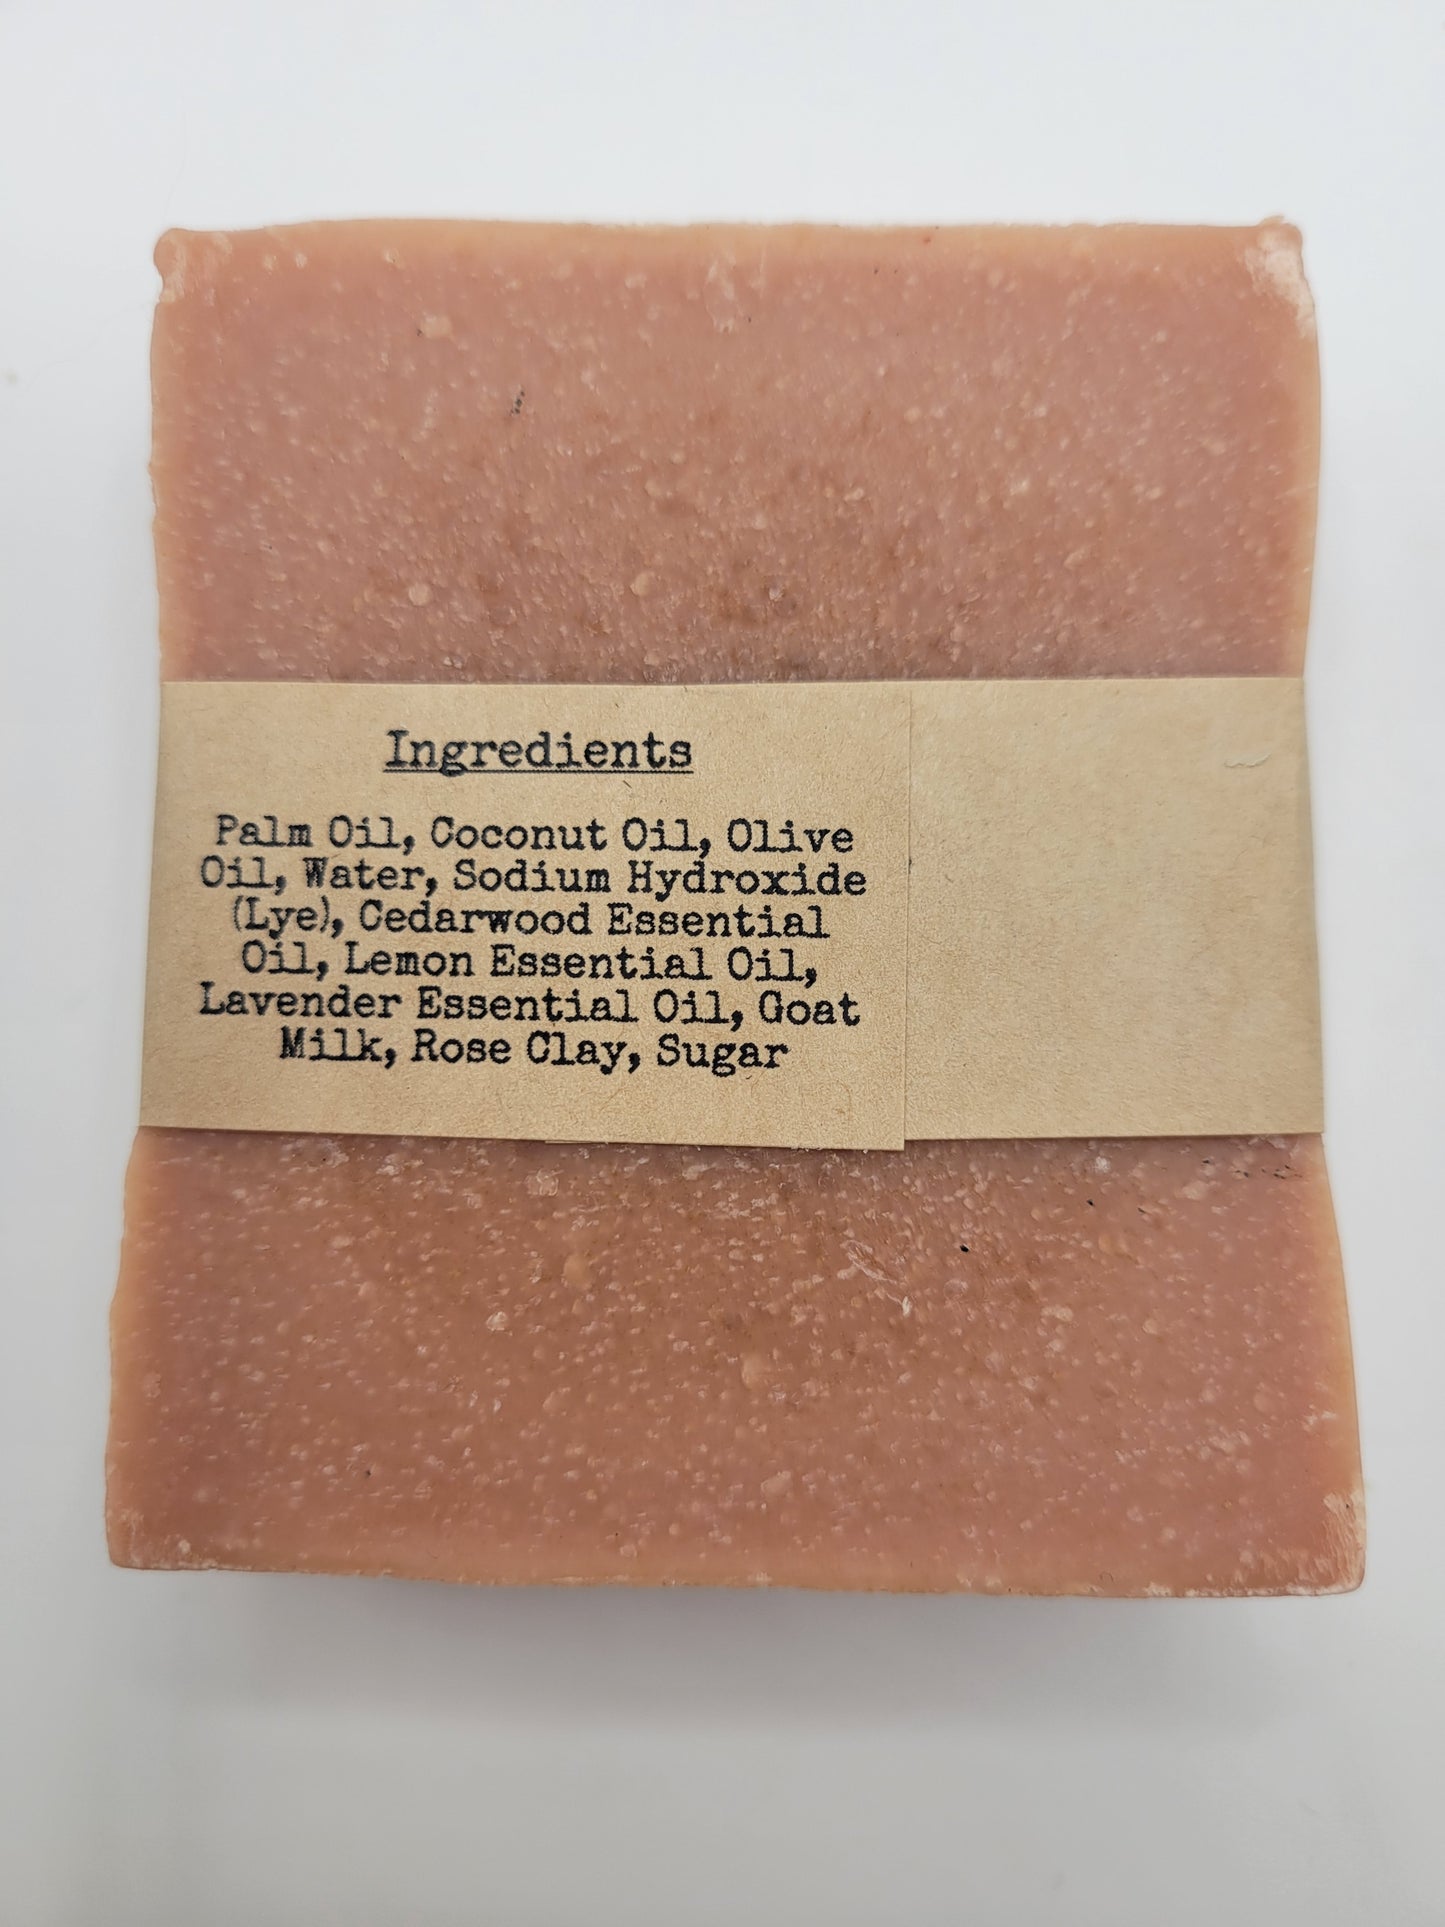 Ingredients
Palm Oil, Coconut Oil, Olive
Oil, Water, Sodium Hydroxide
(Lye), Cedarwood Essential
Oil, Lemon Essential Oil,
Lavender Essential Oil, Goat
Milk, Rose Clay, Sugar